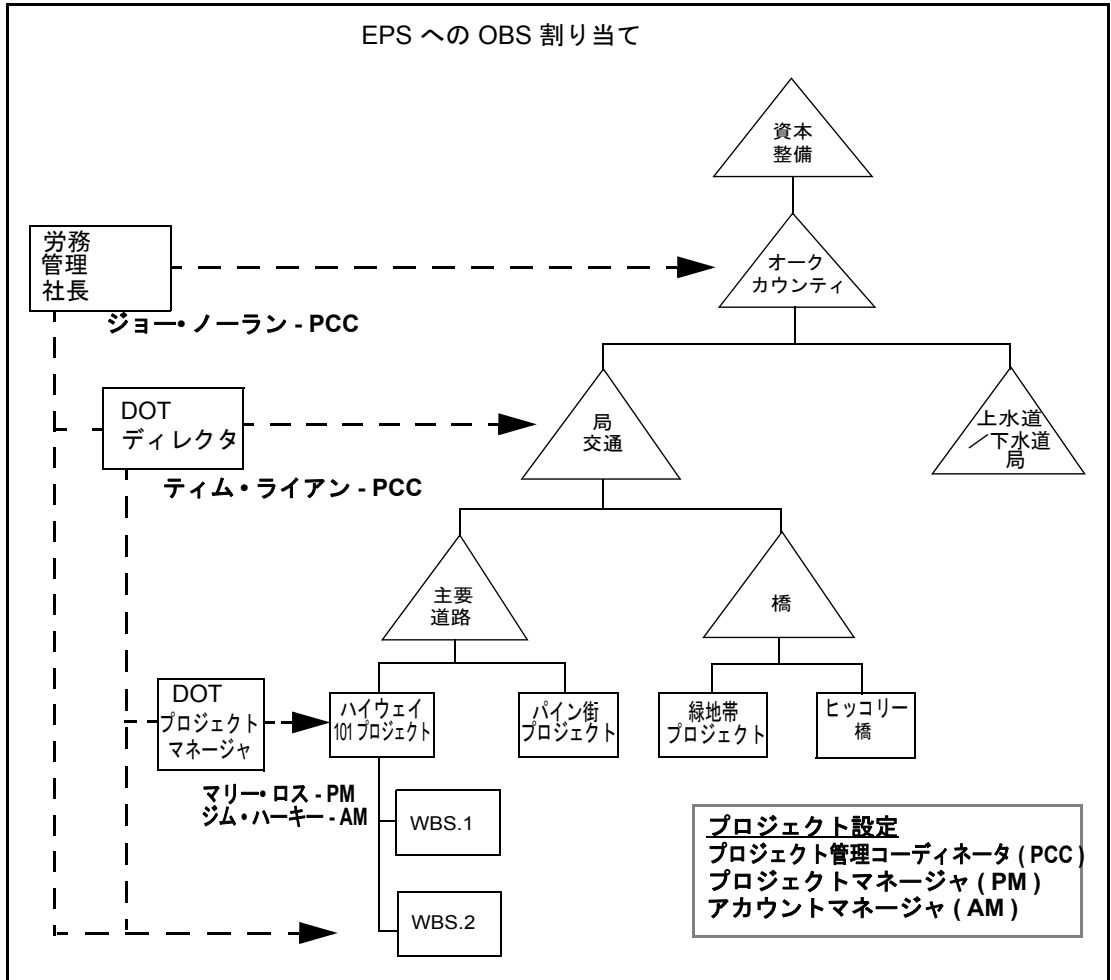 EPS への OBS 割り当て
資本
整備
労務
管理
社長
オーク
カウンティ
ジョー・ノーラン - PCC
DOT
ディレクタ
局
交通
上水道
／下水道
局
ティム・ライアン - PCC
主要
道路
橋
DOT
プロジェクト
マネージャ
ハイウェイ
101 プロジェクト
パイン街
プロジェクト
緑地帯
プロジェクト
ヒッコリー
橋
マリー・ロス - PM
ジム・ハーキー - AM
WBS.1
WBS.2
プロジェクト設定
プロジェクト管理コーディネータ ( PCC )
プロジェクトマネージャ ( PM )
アカウントマネージャ ( AM )